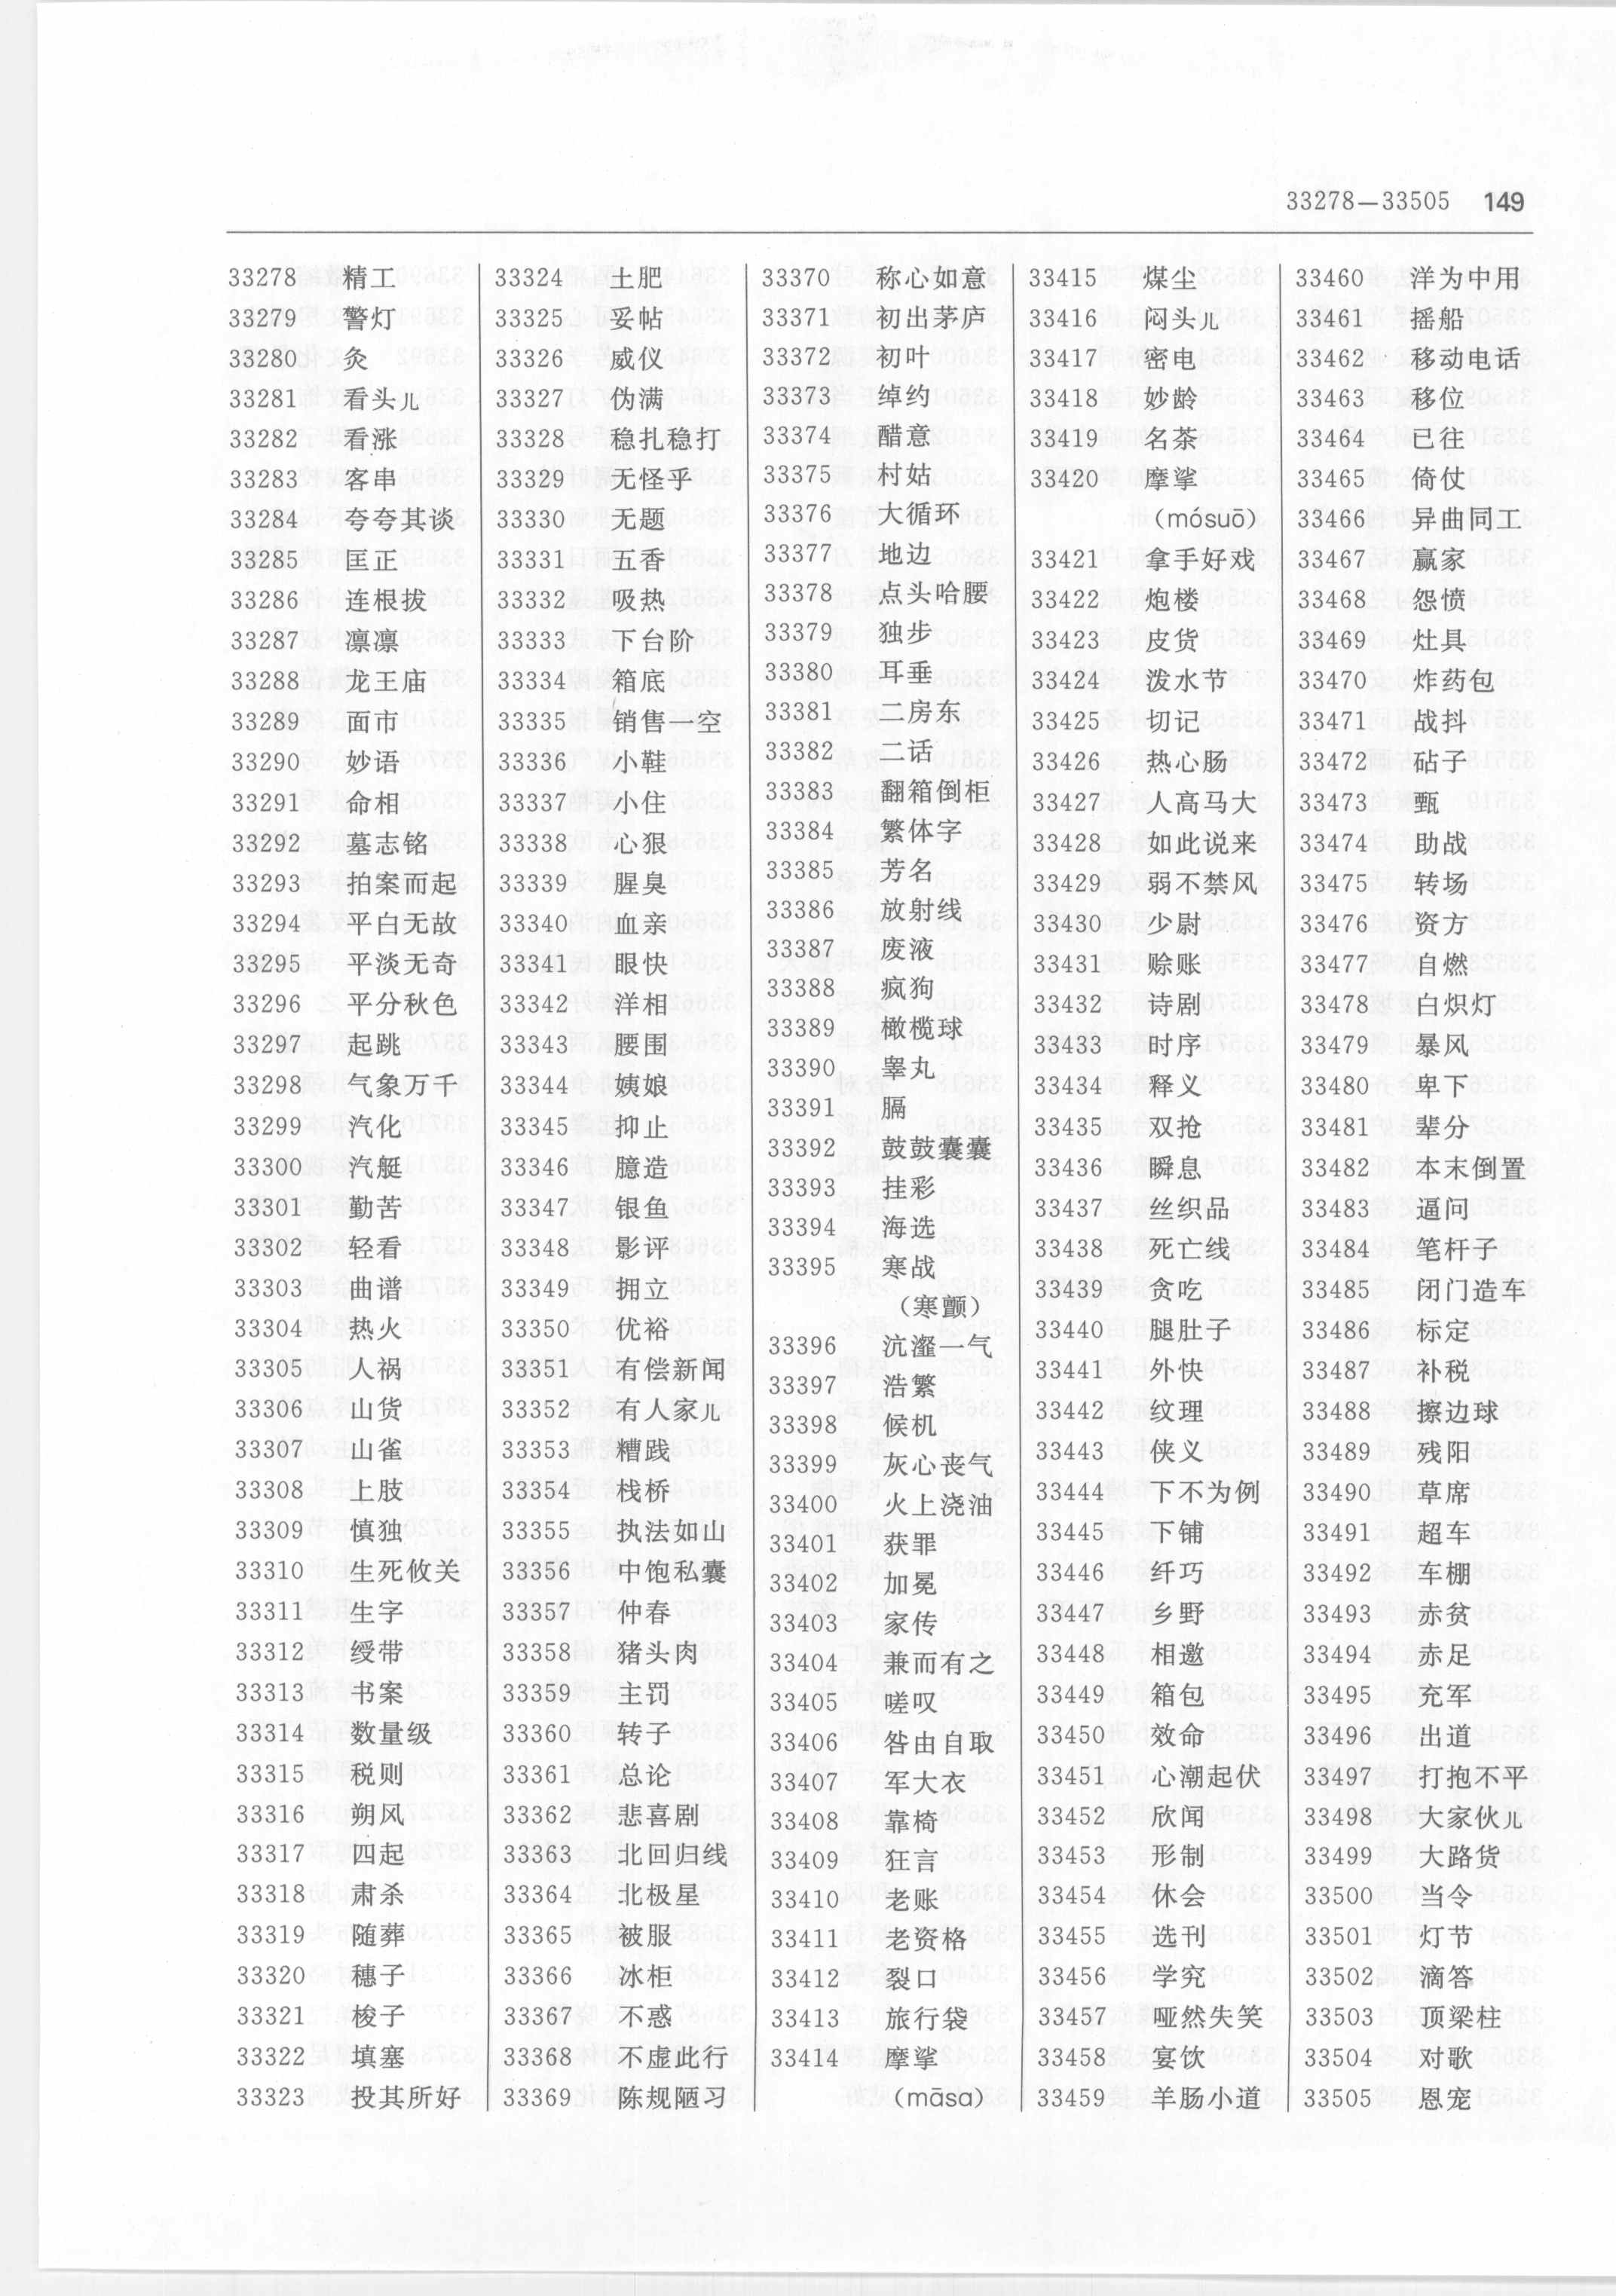 33278—33505 149
33278 精工
33279 警灯
33280 灸
33281 看头儿
33282 看涨
33283 客串
33284 夸夸其谈
33285 匡正
33286 连根拔
33287 凛凛
33288 龙王庙
33289 面市
33290 妙语
33291 命相
33292 墓志铭
33293 拍案而起
33294 平白无故
33295 平淡无奇
33296 平分秋色
33297 起跳
33298 气象万千
33299 汽化
33300 汽艇
33301 勤苦
33302 轻看
33303 曲谱
33304 热火
33305 人祸
33306 山货
33307 山雀
33308 上肢
33309 慎独
33310 生死攸关
33311 生字
33312 绶带
33313 书案
33314 数量级
33315 税则
33316 朔风
33317 四起
33318 肃杀
33319 随葬
33320 穗子
33321 梭子
33322 填塞
33323 投其所好
33324 土肥
33325 妥帖
33326 威仪
33327 伪满
33328 稳扎稳打
33329 无怪乎
33330 无题
33331 五香
33332 吸热
33333 下台阶
33334 箱底
33335 销售一空
33336 小鞋
33337 小住
33338 心狠
33339 腥臭
33340 血亲
33341 眼快
33342 洋相
33343 腰围
33344 姨娘
33345 抑止
33346 臆造
33347 银鱼
33348 影评
33349 拥立
33350 优裕
33351 有偿新闻
33352 有人家儿
33353 糟践
33354 栈桥
33355 执法如山
33356 中饱私囊
33357 仲春
33358 猪头肉
33359 主罚
33360 转子
33361 总论
33362 悲喜剧
33363 北回归线
33364 北极星
33365 被服
33366 冰柜
33367 不惑
33368 不虚此行
33369 陈规陋习
33370 称心如意
33371 初出茅庐
33372 初叶
33373 绰约
33374 醋意
33375 村姑
33376 大循环
33377 地边
33378 点头哈腰
33379 独步
33380 耳垂
33381 二房东
33382 二话
33383 翻箱倒柜
33384 繁体字
33385 芳名
33386 放射线
33387 废液
33388 疯狗
33389 橄榄球
33390 睾丸
33391 膈
33392 鼓鼓囊囊
33393 挂彩
33394 海选
33395 寒战
(寒颤)
33396 沆瀣一气
33397 浩繁
33398 候机
33399 灰心丧气
33400 火上浇油
33401 获罪
33402 加冕
33403 家传
33404 兼而有之
33405 嗟叹
33406 咎由自取
33407 军大衣
33408 靠椅
33409 狂言
33410 老账
33411 老资格
33412 裂口
33413 旅行袋
33414 摩挲
(māsa)
33415 煤尘
33416 闷头儿
33417 密电
33418 妙龄
33419 名茶
33420 摩挲
(mósuō)
33421 拿手好戏
33422 炮楼
33423 皮货
33424 泼水节
33425 切记
33426 热心肠
33427 人高马大
33428 如此说来
33429 弱不禁风
33430 少尉
33431 赊账
33432 诗剧
33433 时序
33434 释义
33435 双抢
33436 瞬息
33437 丝织品
33438 死亡线
33439 贪吃
33440 腿肚子
33441 外快
33442 纹理
33443 侠义
33444 下不为例
33445 下铺
33446 纤巧
33447 乡野
33448 相邀
33449 箱包
33450 效命
33451 心潮起伏
33452 欣闻
33453 形制
33454 休会
33455 选刊
33456 学究
33457 哑然失笑
33458 宴饮
33459 羊肠小道
33460 洋为中用
33461 摇船
33462 移动电话
33463 移位
33464 已往
33465 倚仗
33466 异曲同工
33467 赢家
33468 怨愤
33469 灶具
33470 炸药包
33471 战抖
33472 砧子
33473 甄
33474 助战
33475 转场
33476 资方
33477 自燃
33478 白炽灯
33479 暴风
33480 卑下
33481 辈分
33482 本末倒置
33483 逼问
33484 笔杆子
33485 闭门造车
33486 标定
33487 补税
33488 擦边球
33489 残阳
33490 草席
33491 超车
33492 车棚
33493 赤贫
33494 赤足
33495 充军
33496 出道
33497 打抱不平
33498 大家伙儿
33499 大路货
33500 当令
33501 灯节
33502 滴答
33503 顶梁柱
33504 对歌
33505 恩宠